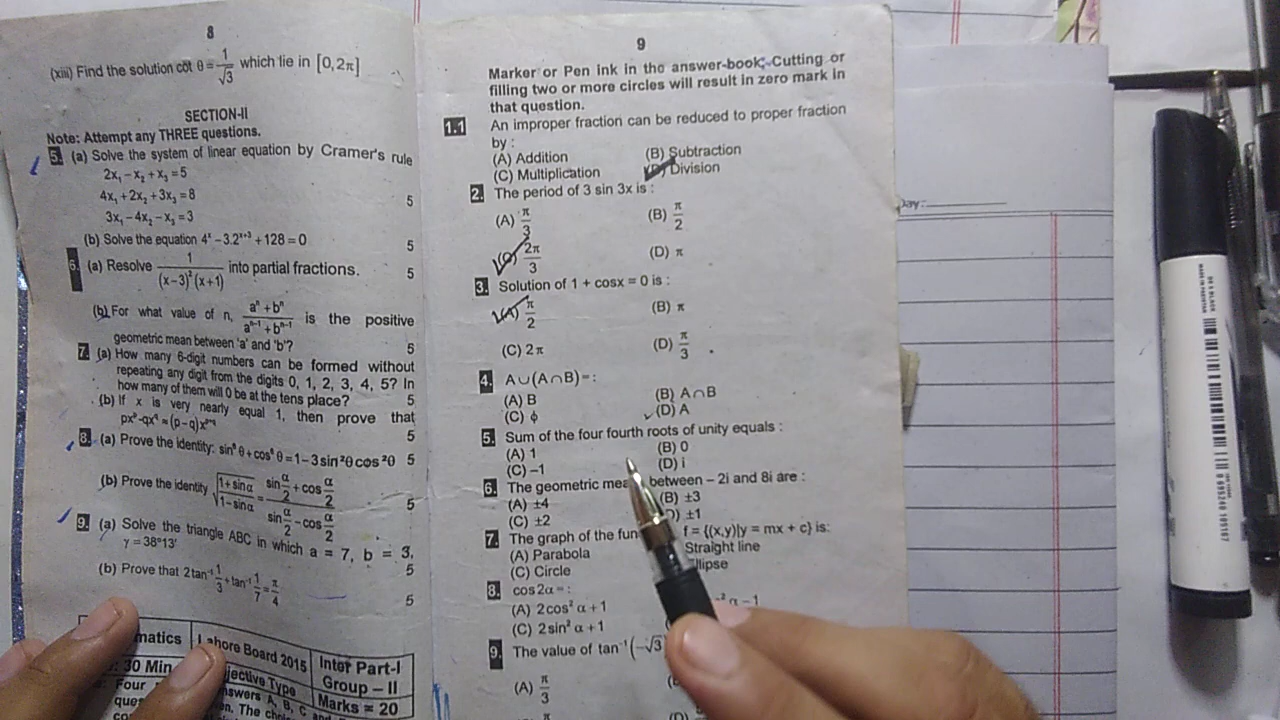 8
(xiii) Find the solution cot θ = 1/√3 which lie in [0, 2π]
SECTION-II
Note: Attempt any THREE questions.
5. (a) Solve the system of linear equation by Cramer's rule
2x₁ − x₂ + x₃ = 5
4x₁ + 2x₂ + 3x₃ = 8 5
3x₁ − 4x₂ − x₃ = 3
(b) Solve the equation 4ˣ − 3.2ˣ⁺³ + 128 = 0 5
6. (a) Resolve 1/((x−3)²(x+1)) into partial fractions. 5
(b) For what value of n, (aⁿ + bⁿ)/(aⁿ⁻¹ + bⁿ⁻¹) is the positive
geometric mean between 'a' and 'b'? 5
7. (a) How many 6-digit numbers can be formed without
repeating any digit from the digits 0, 1, 2, 3, 4, 5? In
how many of them will 0 be at the tens place? 5
(b) If x is very nearly equal 1, then prove that
pxᵖ − qx^q ≈ (p − q)x^(p+q) 5
8. (a) Prove the identity: sin⁶θ + cos⁶θ = 1 − 3 sin²θ cos²θ 5
(b) Prove the identity √((1 + sinα)/(1 − sinα)) = (sin α/2 + cos α/2)/(sin α/2 − cos α/2) 5
9. (a) Solve the triangle ABC in which a = 7, b = 3,
γ = 38°13′ 5
(b) Prove that 2 tan⁻¹ 1/3 + tan⁻¹ 1/7 = π/4 5
matics Lahore Board 2015 Inter Part-I
: 30 Min jective Type Group – II
Marks = 20
Four
ques nswers A, B, C and
9
Marker or Pen ink in the answer-book. Cutting or
filling two or more circles will result in zero mark in
that question.
1.1 An improper fraction can be reduced to proper fraction
by :
(A) Addition (B) Subtraction
(C) Multiplication (D) Division
2. The period of 3 sin 3x is :
(A) π/3 (B) π/2
(C) 2π/3 (D) π
3. Solution of 1 + cosx = 0 is :
(A) π/2 (B) π
(C) 2π (D) π/3
4. A∪(A∩B) = :
(A) B (B) A∩B
(C) ϕ (D) A
5. Sum of the four fourth roots of unity equals :
(A) 1 (B) 0
(C) −1 (D) i
6. The geometric mea between – 2i and 8i are :
(A) ±4 (B) ±3
(C) ±2 D) ±1
7. The graph of the fun f = {(x,y)|y = mx + c} is:
(A) Parabola Straight line
(C) Circle llipse
8. cos 2α = :
(A) 2cos² α + 1 ² α − 1
(C) 2 sin² α + 1
9. The value of tan⁻¹(−√3
(A) π/3
Day: